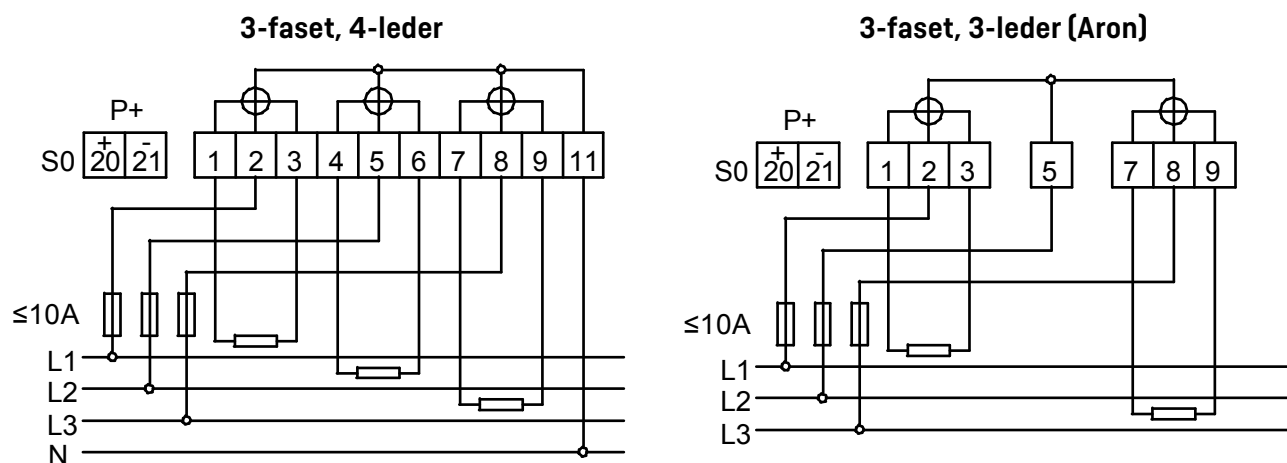 3-faset, 4-leder
P+
+ -
S0 20 21 1 2 3 4 5 6 7 8 9 11
≤10A
L1
L2
L3
N
3-faset, 3-leder (Aron)
P+
+ -
S0 20 21 1 2 3 5 7 8 9
≤10A
L1
L2
L3